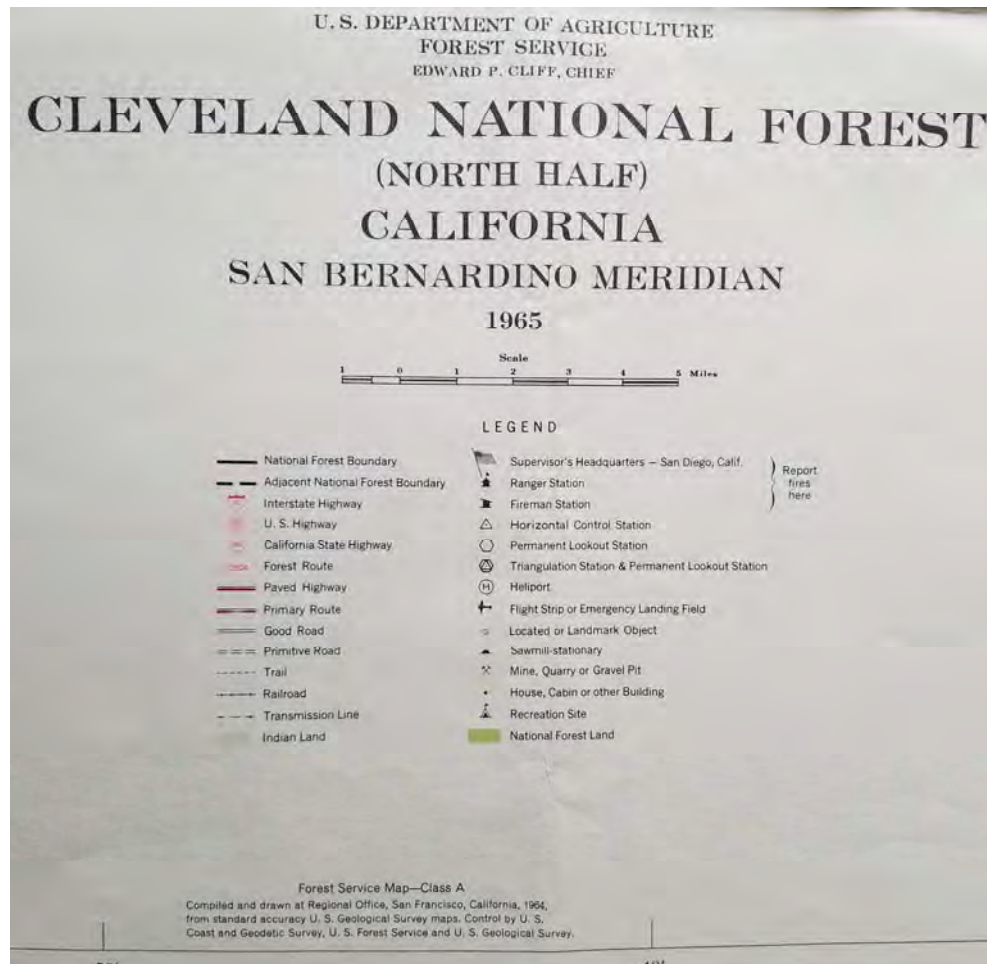 U. S. DEPARTMENT OF AGRICULTURE
FOREST SERVICE
EDWARD P. CLIFF, CHIEF
CLEVELAND NATIONAL FOREST
(NORTH HALF)
CALIFORNIA
SAN BERNARDINO MERIDIAN
1965
Scale
1 0 1 2 3 4 5 Miles
LEGEND
National Forest Boundary
Adjacent National Forest Boundary
Interstate Highway
U. S. Highway
California State Highway
Forest Route
Paved Highway
Primary Route
Good Road
Primitive Road
Trail
Railroad
Transmission Line
Indian Land
Supervisor's Headquarters — San Diego, Calif.
Ranger Station
Fireman Station
Report
fires
here
Horizontal Control Station
Permanent Lookout Station
Triangulation Station & Permanent Lookout Station
H Heliport
Flight Strip or Emergency Landing Field
Located or Landmark Object
Sawmill-stationary
Mine, Quarry or Gravel Pit
House, Cabin or other Building
Recreation Site
National Forest Land
Forest Service Map—Class A
Compiled and drawn at Regional Office, San Francisco, California, 1964,
from standard accuracy U. S. Geological Survey maps. Control by U. S.
Coast and Geodetic Survey, U. S. Forest Service and U. S. Geological Survey.